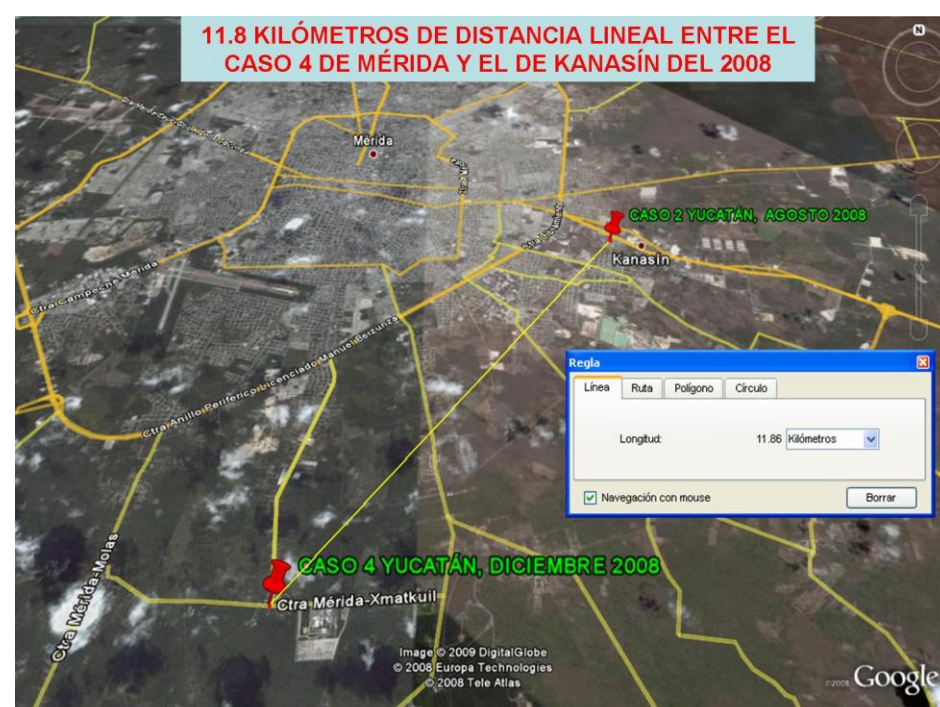 11.8 KILÓMETROS DE DISTANCIA LINEAL ENTRE EL
CASO 4 DE MÉRIDA Y EL DE KANASÍN DEL 2008
N
Mérida
CASO 2 YUCATÁN, AGOSTO 2008
Kanasín
Ctra Campeche-Mérida
Ctra Anillo Periferico Licenciado Manuel Berzunza
Regla
Línea
Ruta
Polígono
Círculo
Longitud:
11.86
Kilómetros
Navegación con mouse
Borrar
CASO 4 YUCATÁN, DICIEMBRE 2008
Ctra Mérida-Molas
Ctra Mérida-Xmatkuil
Image © 2009 DigitalGlobe
© 2008 Europa Technologies
© 2008 Tele Atlas
©2008 Google